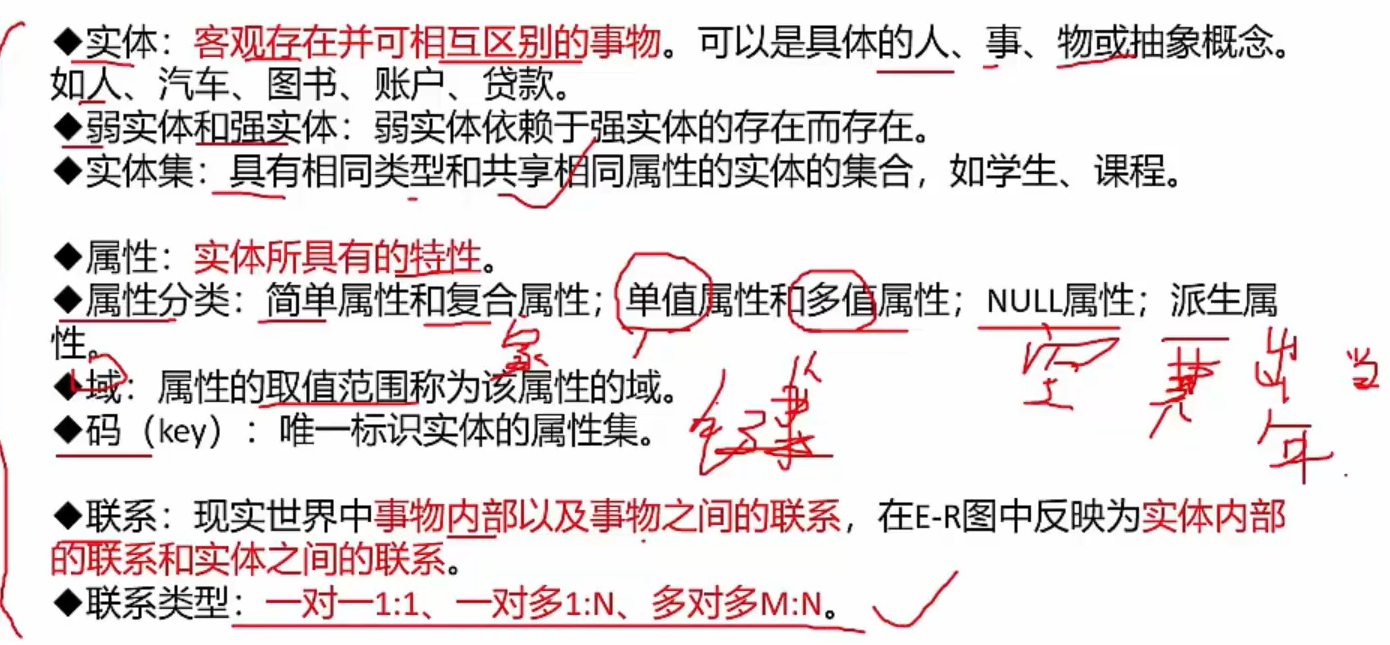 ◆实体：客观存在并可相互区别的事物。可以是具体的人、事、物或抽象概念。
如人、汽车、图书、账户、贷款。
◆弱实体和强实体：弱实体依赖于强实体的存在而存在。
◆实体集：具有相同类型和共享相同属性的实体的集合，如学生、课程。
◆属性：实体所具有的特性。
◆属性分类：简单属性和复合属性；单值属性和多值属性；NULL属性；派生属
性。
家
空
出
当
◆域：属性的取值范围称为该属性的域。
年
◆码（key）：唯一标识实体的属性集。
◆联系：现实世界中事物内部以及事物之间的联系，在E-R图中反映为实体内部
的联系和实体之间的联系。
◆联系类型：一对一1:1、一对多1:N、多对多M:N。